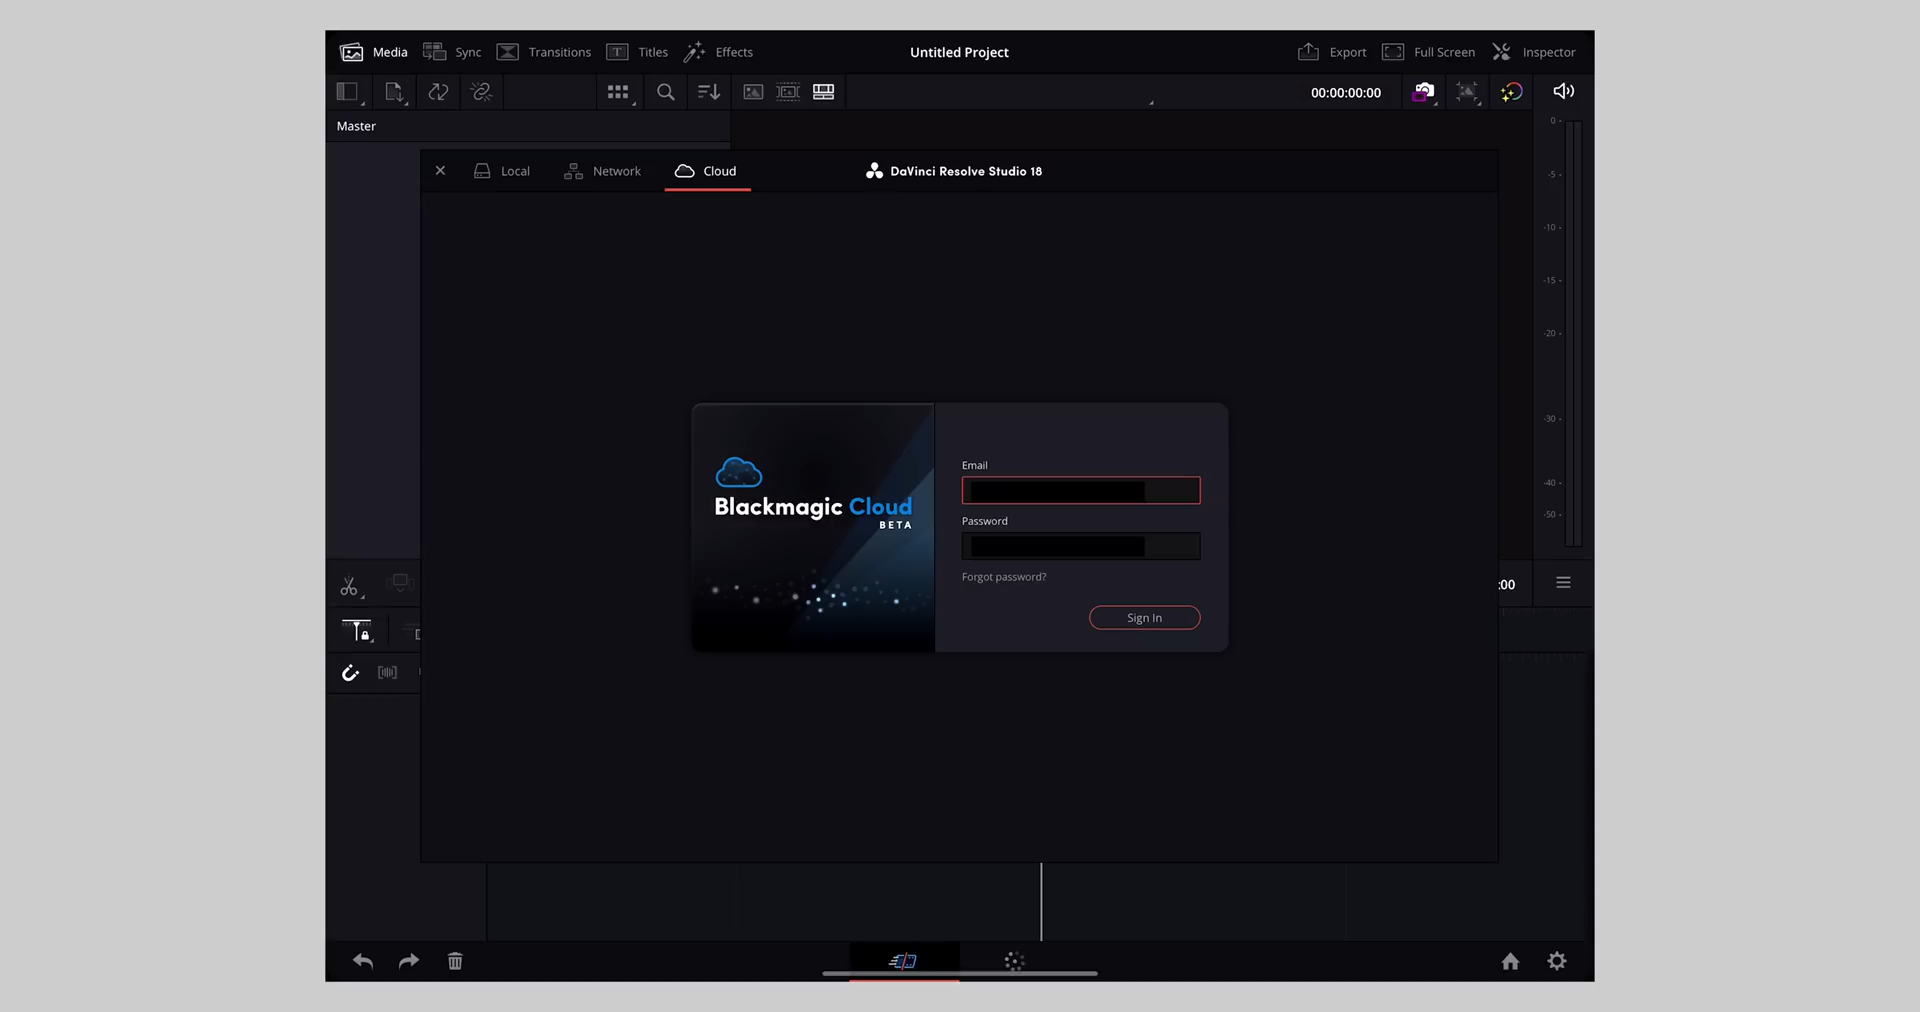 Media Sync Transitions Titles Effects Untitled Project Export Full Screen Inspector
00:00:00:00
Master
0
-5
-10
-15
-20
-30
-40
-50
Local Network Cloud DaVinci Resolve Studio 18
Blackmagic Cloud
BETA
Email
Password
Forgot password?
Sign In
:00